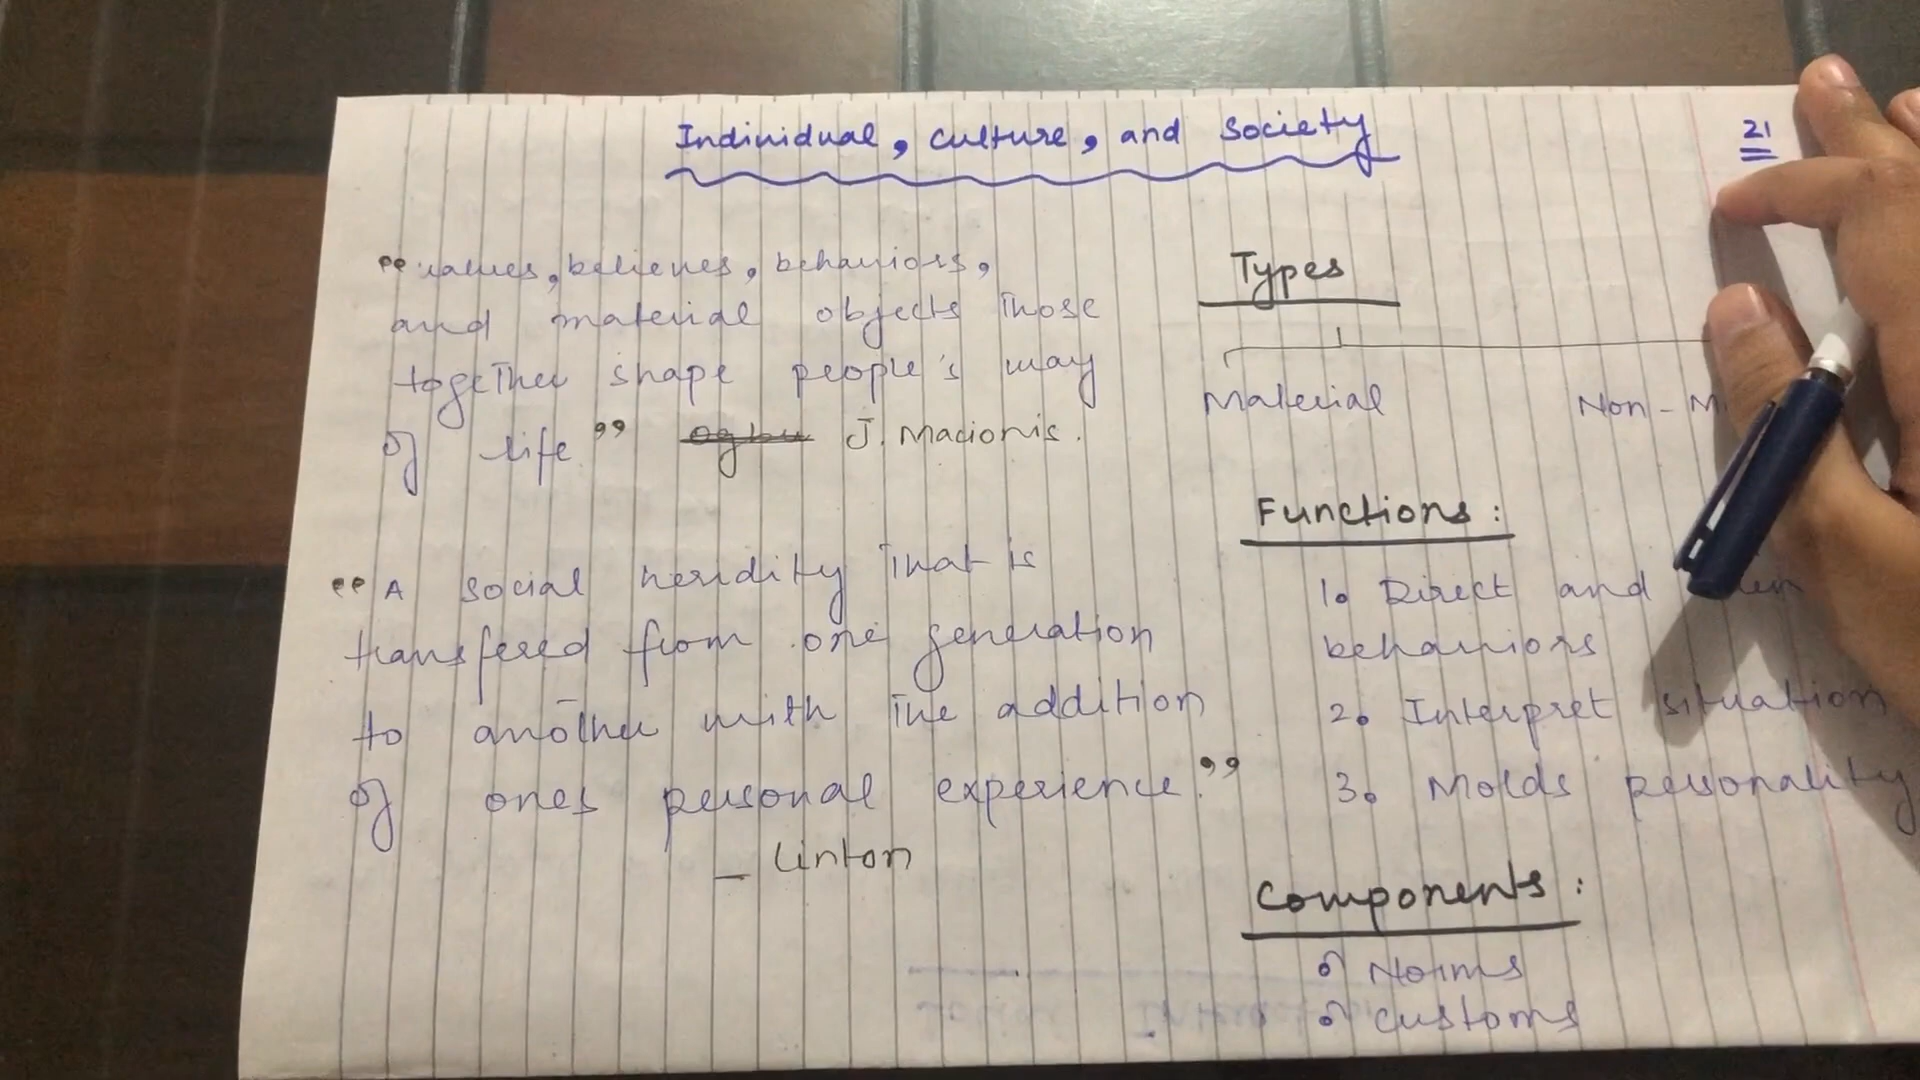 Individual, culture, and Society
21
"values, believes, behaviors,
and material objects those
together shape people's way
of life" J. Macionis.
"A social heridity that is
transfered from one generation
to another with the addition
of ones personal experience."
_ Linton
Types
Material Non-M
Functions:
1. Direct and
behaviors
2. Interpret situation
3. Molds personality
Components:
Norms
customs